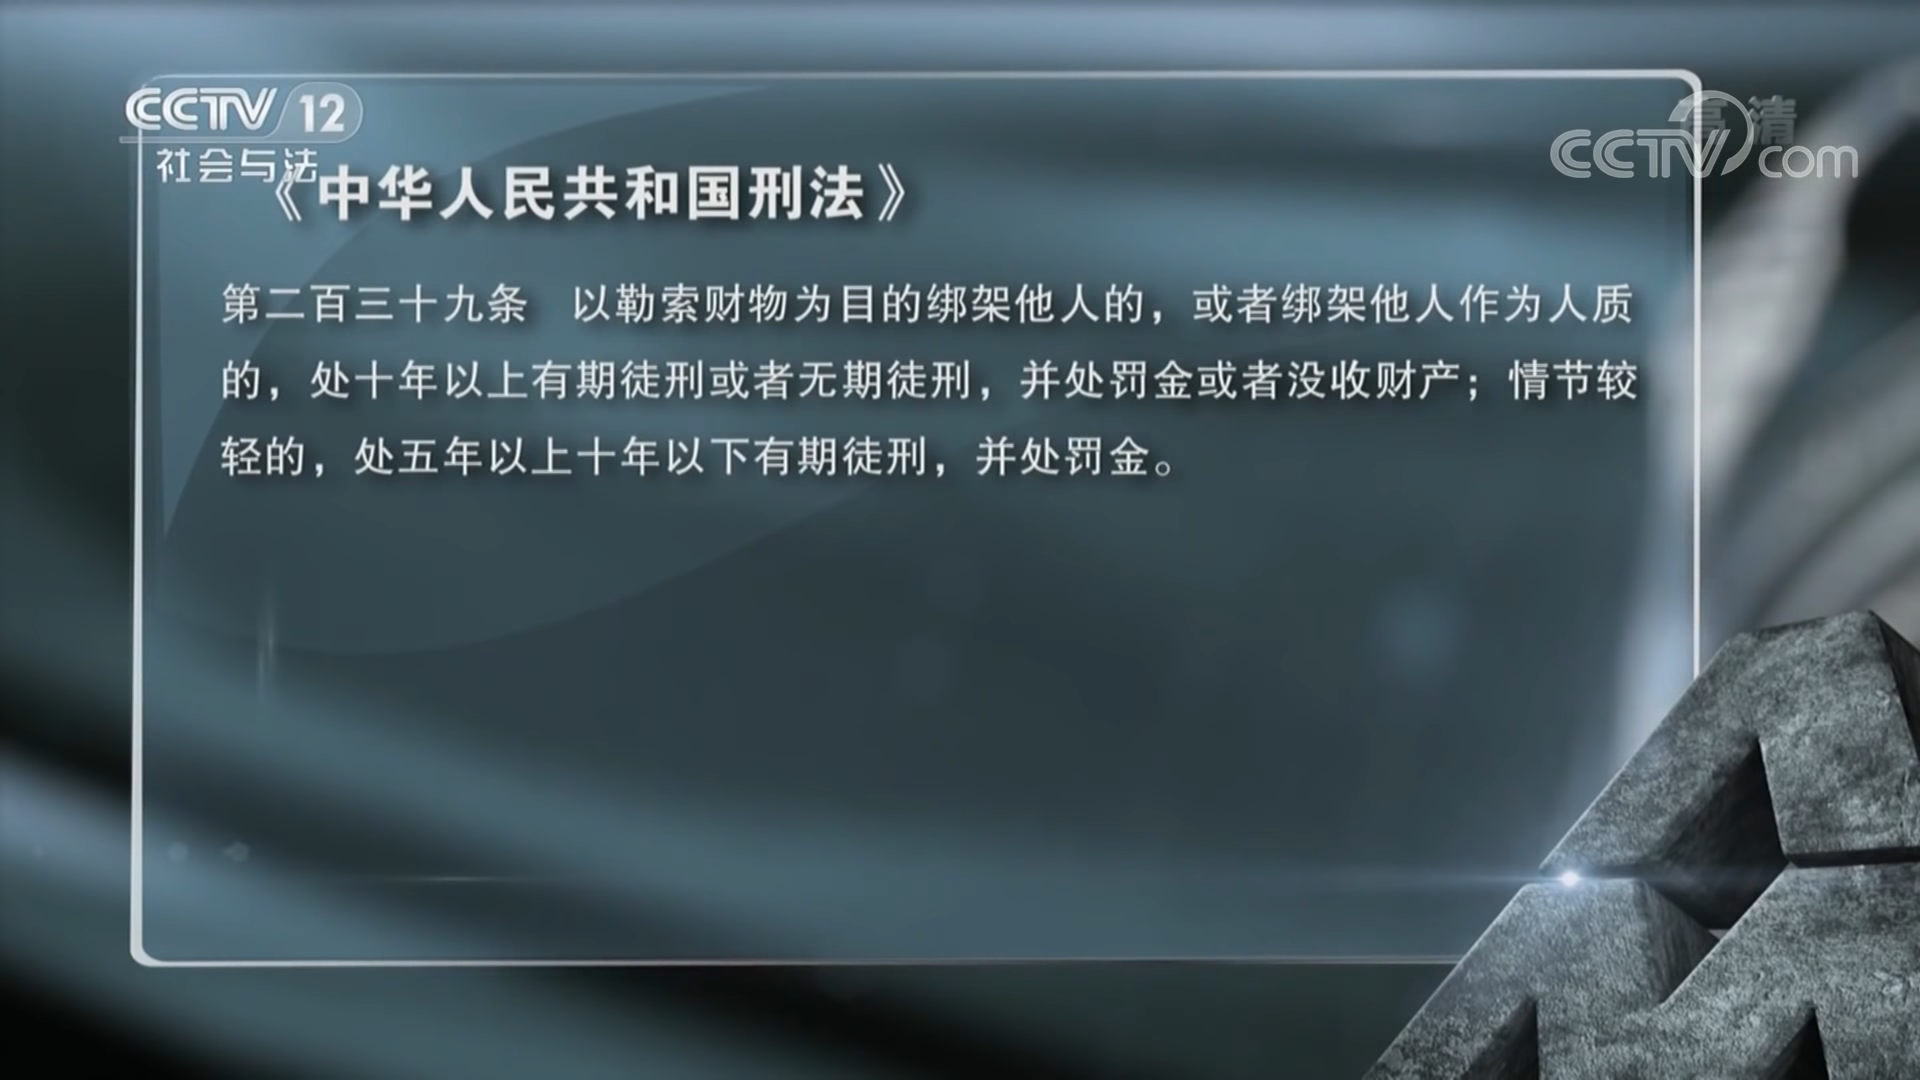 CCTV 12
社会与法
高清
CCTV.com
《中华人民共和国刑法》
第二百三十九条　以勒索财物为目的绑架他人的，或者绑架他人作为人质
的，处十年以上有期徒刑或者无期徒刑，并处罚金或者没收财产；情节较
轻的，处五年以上十年以下有期徒刑，并处罚金。